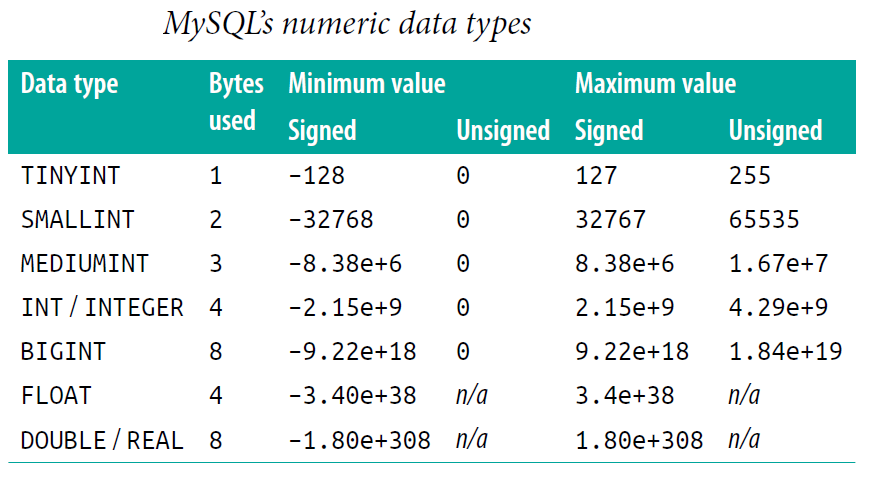 MySQL’s numeric data types
Data type Bytes used Minimum value Maximum value
Signed Unsigned Signed Unsigned
TINYINT 1 -128 0 127 255
SMALLINT 2 -32768 0 32767 65535
MEDIUMINT 3 -8.38e+6 0 8.38e+6 1.67e+7
INT / INTEGER 4 -2.15e+9 0 2.15e+9 4.29e+9
BIGINT 8 -9.22e+18 0 9.22e+18 1.84e+19
FLOAT 4 -3.40e+38 n/a 3.4e+38 n/a
DOUBLE / REAL 8 -1.80e+308 n/a 1.80e+308 n/a